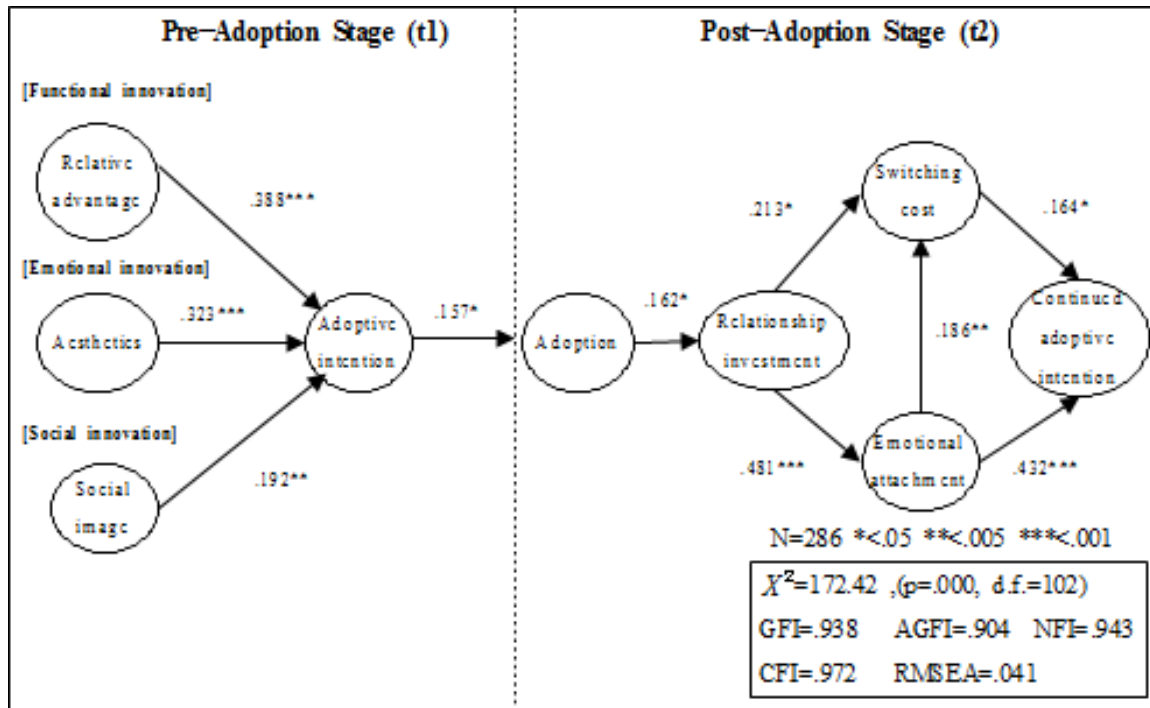 Pre-Adoption Stage (t1)
Post-Adoption Stage (t2)
[Functional innovation]
Relative
advantage
.388***
[Emotional innovation]
Aesthetics
.323***
Adoptive
intention
.157*
[Social innovation]
Social
image
.192**
Adoption
.162*
Relationship
investment
.213*
Switching
cost
.164*
.186**
Continued
adoptive
intention
.481***
Emotional
attachment
.432***
N=286 *<.05 **<.005 ***<.001
X²=172.42 ,(p=.000, d.f.=102)
GFI=.938 AGFI=.904 NFI=.943
CFI=.972 RMSEA=.041